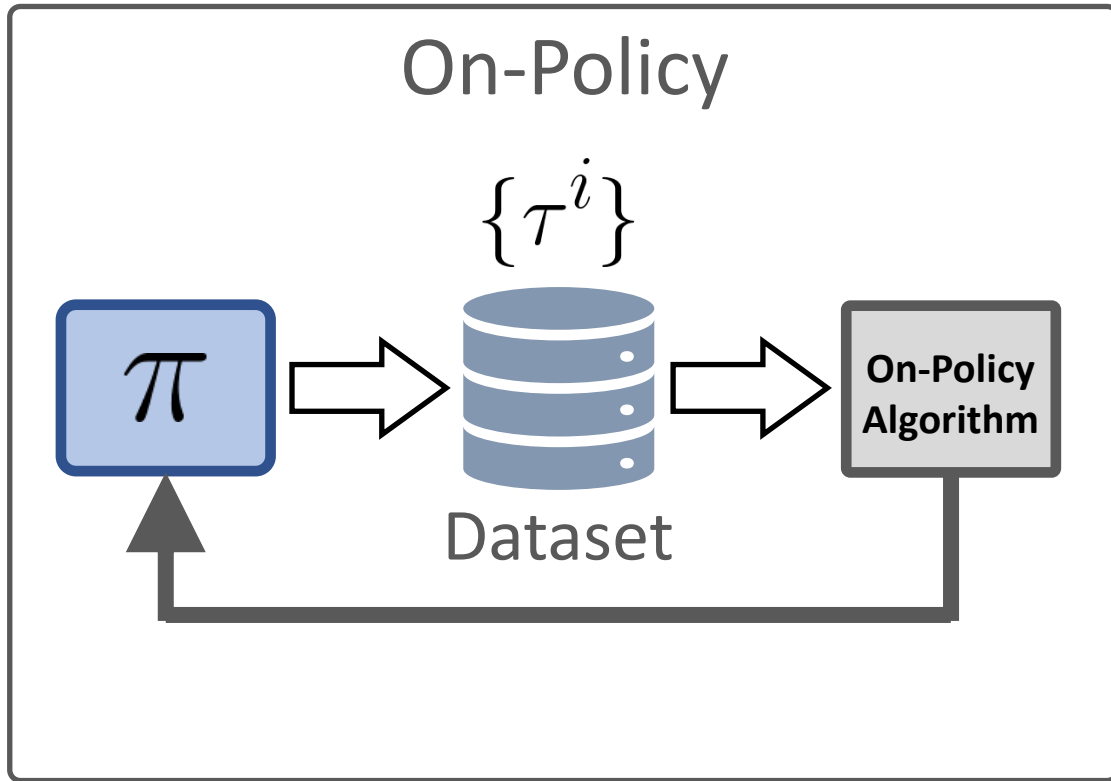 On-Policy
{τ^i}
π
On-Policy
Algorithm
Dataset